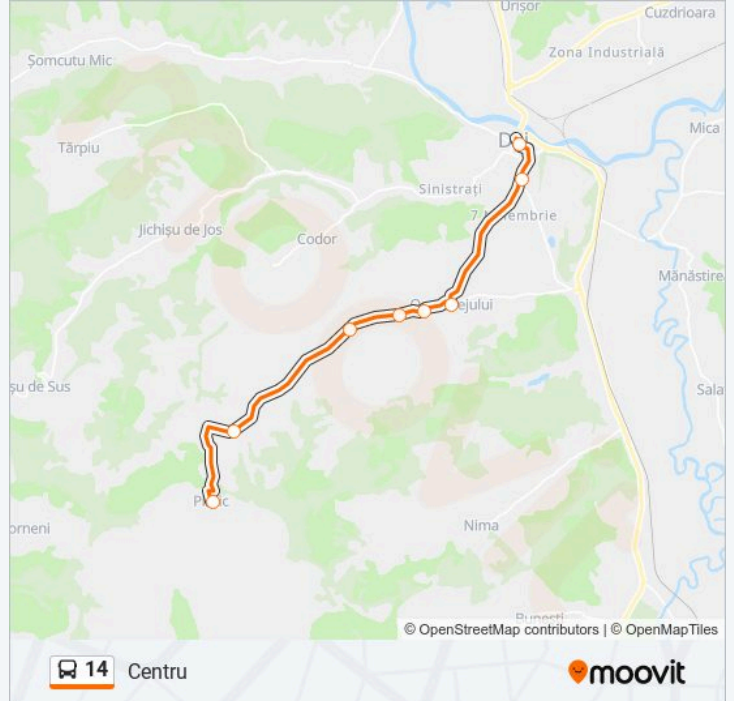 Urișor
Cuzdrioara
Șomcutu Mic
Zona Industrială
Mica
Tărpiu
Sinistrați
Jichișu de Jos
Codor
Mănăstire
șu de Sus
Sala
Nima
orneni
© OpenStreetMap contributors | © OpenMapTiles
14 Centru
moovit